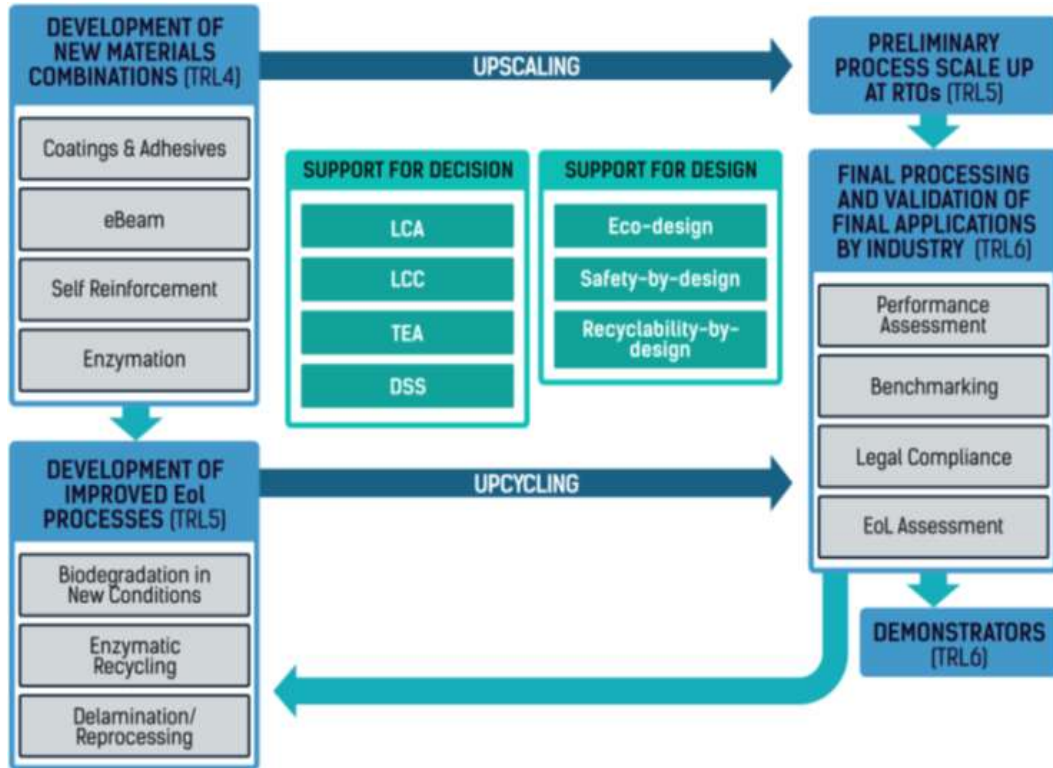 DEVELOPMENT OF
NEW MATERIALS
COMBINATIONS (TRL4)
Coatings & Adhesives
eBeam
Self Reinforcement
Enzymation
UPSCALING
PRELIMINARY
PROCESS SCALE UP
AT RTOs (TRL5)
SUPPORT FOR DECISION
LCA
LCC
TEA
DSS
SUPPORT FOR DESIGN
Eco-design
Safety-by-design
Recyclability-by-
design
FINAL PROCESSING
AND VALIDATION OF
FINAL APPLICATIONS
BY INDUSTRY (TRL6)
Performance
Assessment
Benchmarking
Legal Compliance
EoL Assessment
DEVELOPMENT OF
IMPROVED Eol
PROCESSES (TRL5)
Biodegradation in
New Conditions
Enzymatic
Recycling
Delamination/
Reprocessing
UPCYCLING
DEMONSTRATORS
(TRL6)